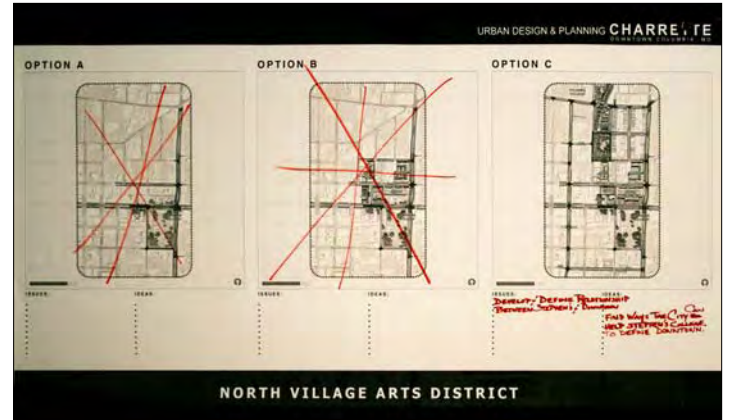 URBAN DESIGN & PLANNING CHARRETTE
DOWNTOWN COLUMBIA, MO
OPTION A
OPTION B
OPTION C
ISSUES:
IDEAS:
ISSUES:
IDEAS:
ISSUES:
IDEAS:
DEVELOP/DEFINE RELATIONSHIP
BETWEEN STEPHENS/
FIND WAYS THE CITY CAN
HELP STEPHENS COLLEGE
TO DEFINE DOWNTOWN.
NORTH VILLAGE ARTS DISTRICT